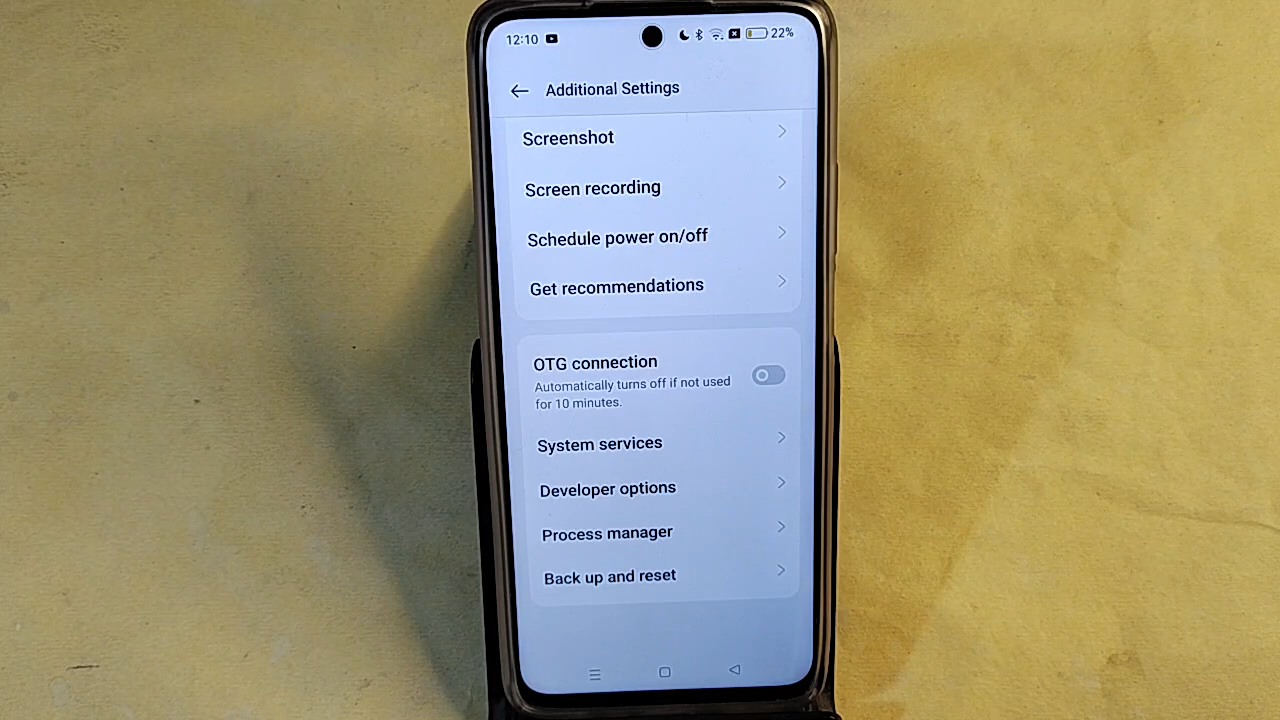 12:10
22%
Additional Settings
Screenshot
Screen recording
Schedule power on/off
Get recommendations
OTG connection
Automatically turns off if not used
for 10 minutes.
System services
Developer options
Process manager
Back up and reset